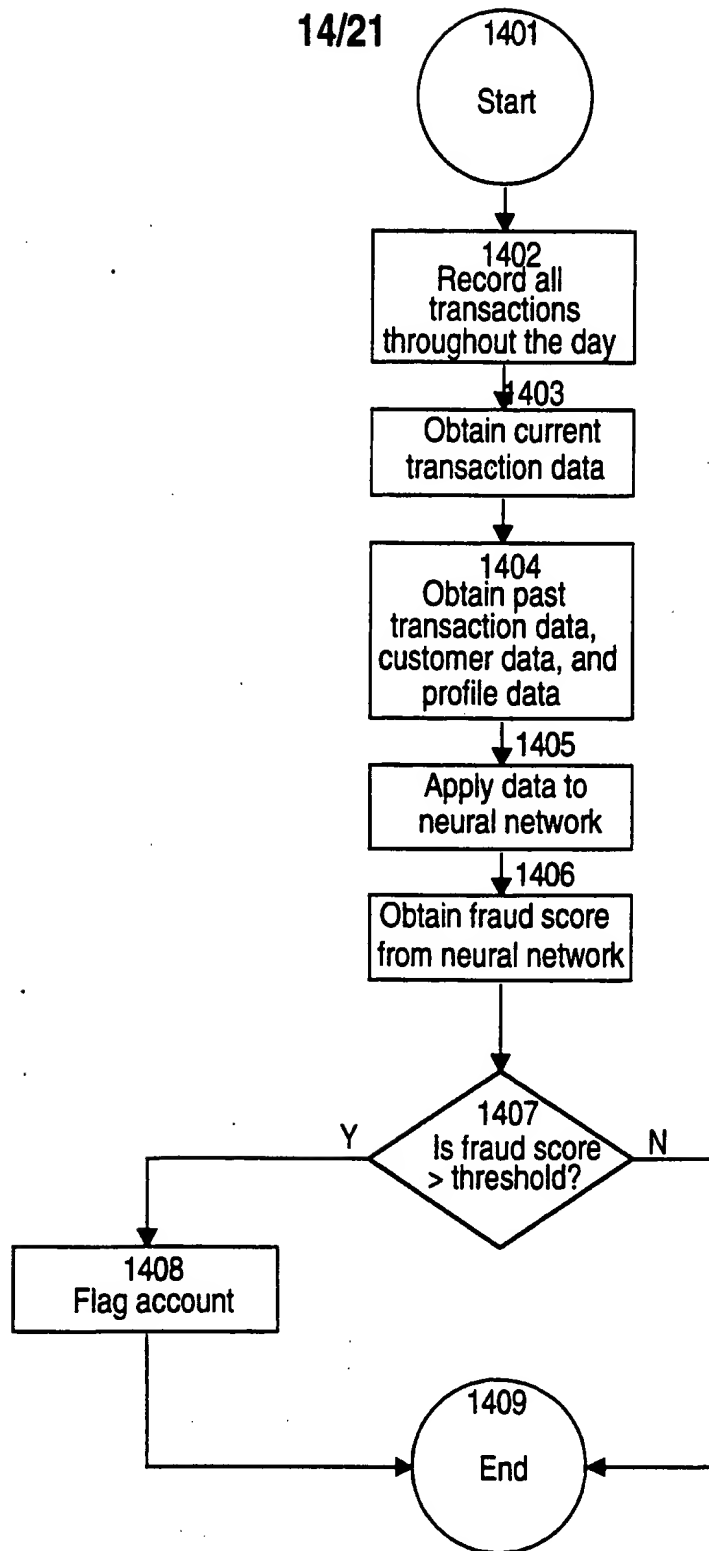 14/21
1401
Start
1402
Record all
transactions
throughout the day
1403
Obtain current
transaction data
1404
Obtain past
transaction data,
customer data, and
profile data
1405
Apply data to
neural network
1406
Obtain fraud score
from neural network
1407
Is fraud score
> threshold?
Y
N
1408
Flag account
1409
End